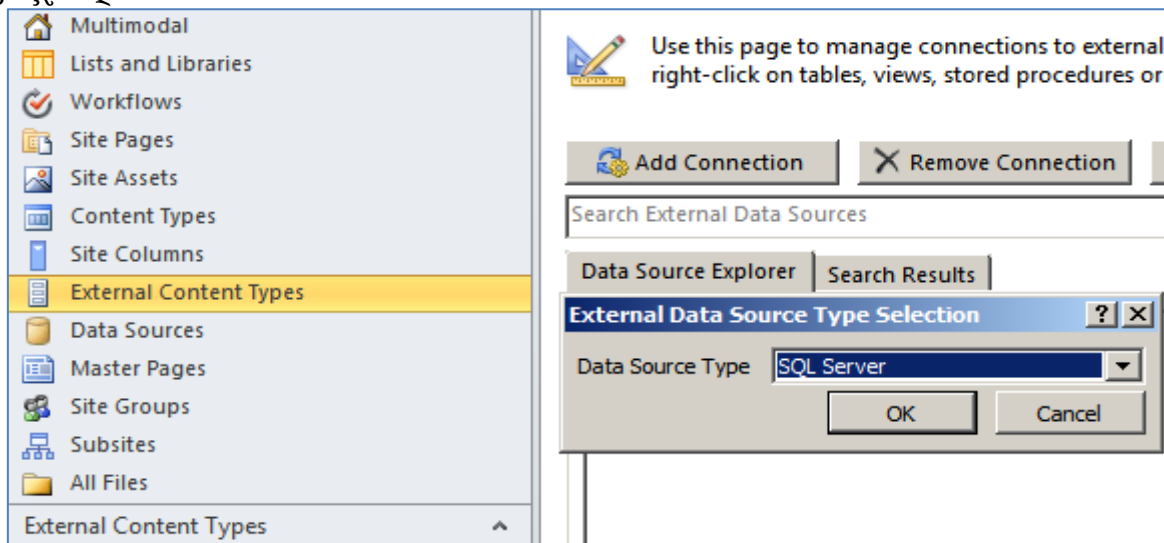 Multimodal
Lists and Libraries
Workflows
Site Pages
Site Assets
Content Types
Site Columns
External Content Types
Data Sources
Master Pages
Site Groups
Subsites
All Files
External Content Types
Use this page to manage connections to external
right-click on tables, views, stored procedures or
Add Connection
Remove Connection
Search External Data Sources
Data Source Explorer
Search Results
External Data Source Type Selection
Data Source Type
SQL Server
OK
Cancel